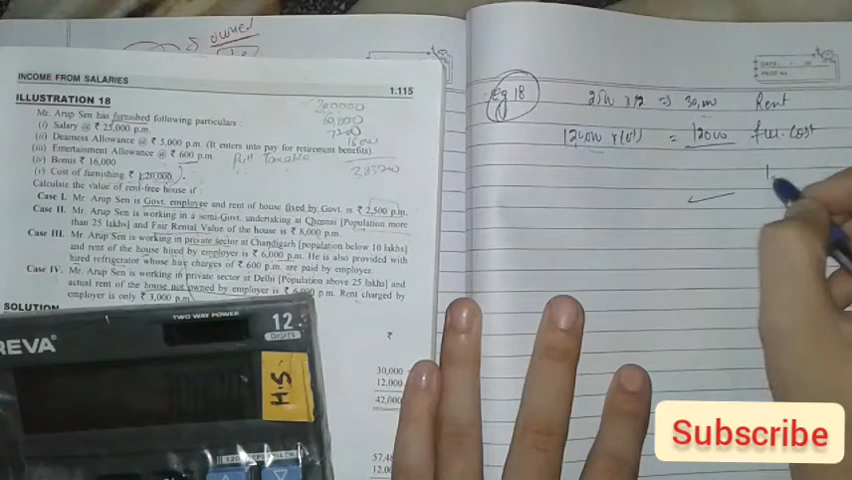 5 owned
INCOME FROM SALARIES 1.115
ILLUSTRATION 18
Mr. Arup Sen has furnished following particulars :
(i) Salary @ ₹ 25,000 p.m.
(ii) Dearness Allowance @ ₹ 5,000 p.m. (It enters into pay for retirement benefits).
(iii) Entertainment Allowance @ ₹ 600 p.m. Full Taxable
(iv) Bonus ₹ 16,000
(v) Cost of furnishing ₹ 1,20,000
Calculate the value of rent-free house if :
Case I. Mr. Arup Sen is Govt. employee and rent of house fixed by Govt. is ₹ 2,500 p.m.
Case II. Mr. Arup Sen is working in a semi-Govt. undertaking at Chennai [Population more
than 25 lakhs] and Fair Rental Value of the house is ₹ 8,000 p.m.
Case III. Mr. Arup Sen is working in private sector at Chandigarh [population below 10 lakhs]
and rent of the house hired by employer is ₹ 6,000 p.m. He is also provided with
hired refrigerator whose hire charges of ₹ 600 p.m. are paid by employer.
Case IV. Mr. Arup Sen is working in private sector at Delhi [Population above 25 lakhs] and
actual rent of the house not owned by employer is ₹ p.m. Rent charged by
employer is only ₹ 3,000 p.m.
SOLUTION
₹
30,000
12,000
42,000
eg 18
2500 x 12 => 30,000 Rent
= 12000 fur. cost
REVA
TWO WAY POWER
12
DIGITS
H.S
Subscribe